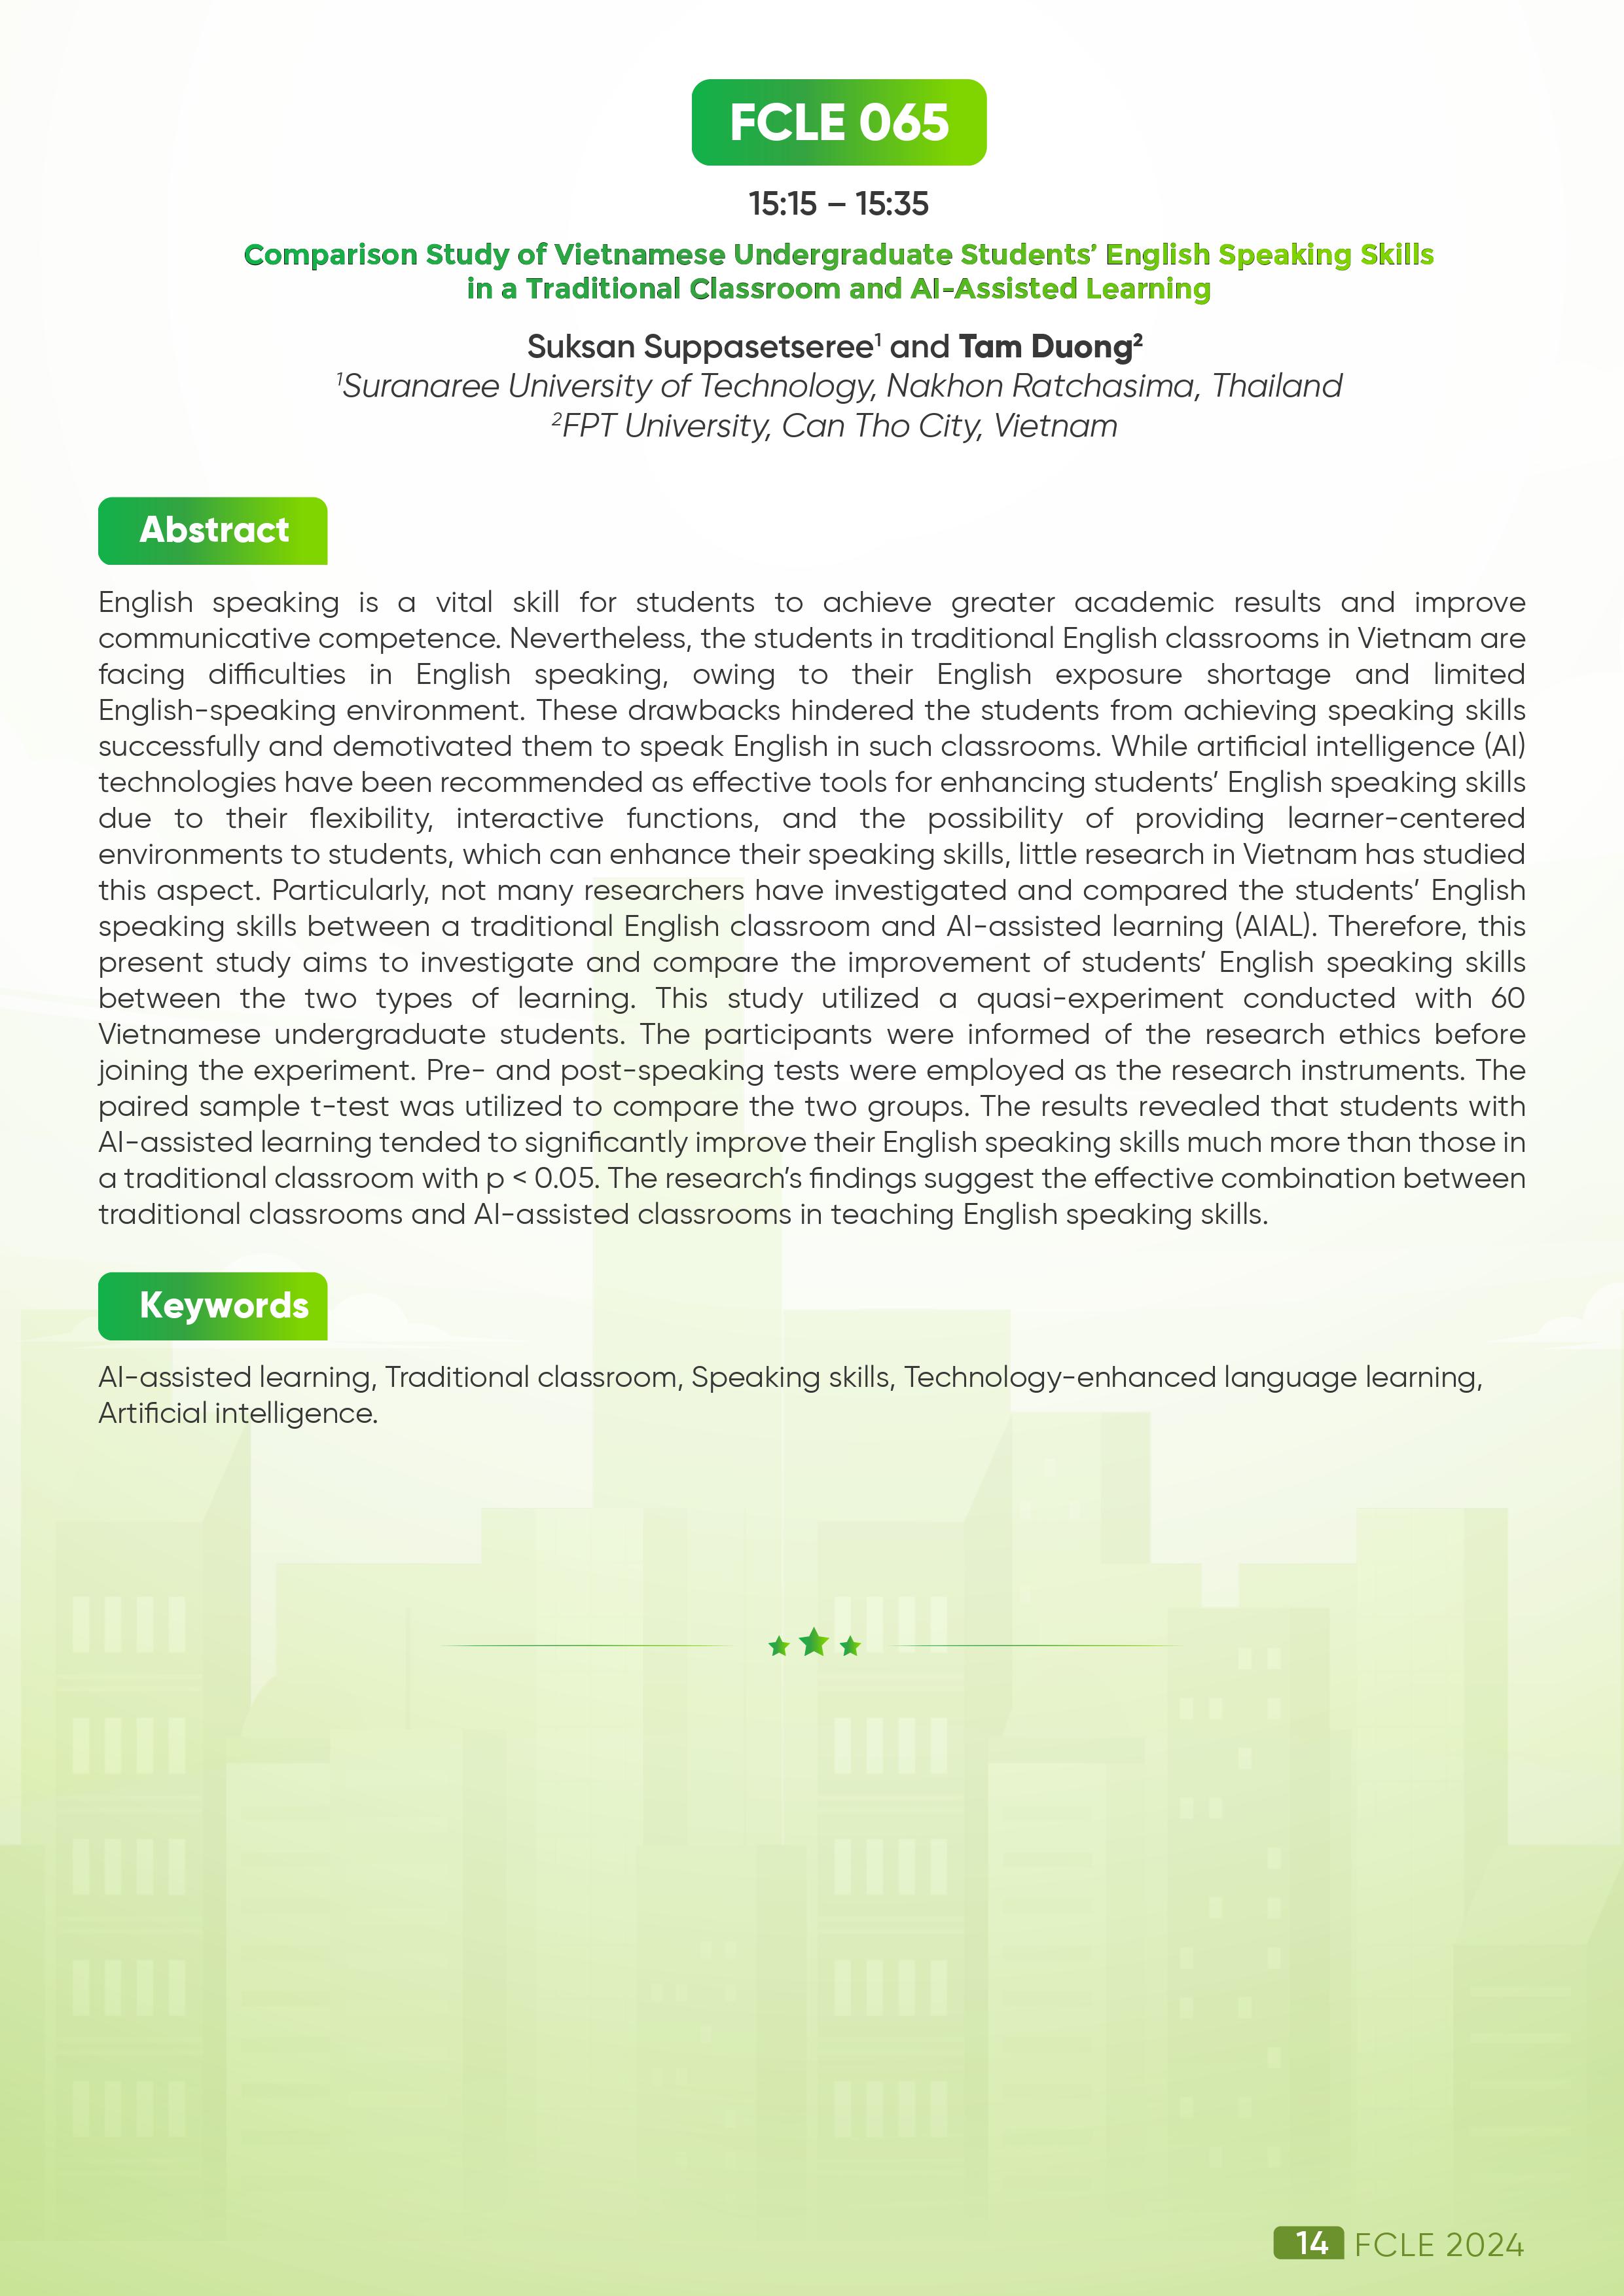 FCLE 065
15:15 – 15:35
Comparison Study of Vietnamese Undergraduate Students’ English Speaking Skills
in a Traditional Classroom and AI-Assisted Learning
Suksan Suppasetseree¹ and Tam Duong²
¹Suranaree University of Technology, Nakhon Ratchasima, Thailand
²FPT University, Can Tho City, Vietnam
Abstract
English speaking is a vital skill for students to achieve greater academic results and improve
communicative competence. Nevertheless, the students in traditional English classrooms in Vietnam are
facing difficulties in English speaking, owing to their English exposure shortage and limited
English-speaking environment. These drawbacks hindered the students from achieving speaking skills
successfully and demotivated them to speak English in such classrooms. While artificial intelligence (AI)
technologies have been recommended as effective tools for enhancing students’ English speaking skills
due to their flexibility, interactive functions, and the possibility of providing learner-centered
environments to students, which can enhance their speaking skills, little research in Vietnam has studied
this aspect. Particularly, not many researchers have investigated and compared the students’ English
speaking skills between a traditional English classroom and AI-assisted learning (AIAL). Therefore, this
present study aims to investigate and compare the improvement of students’ English speaking skills
between the two types of learning. This study utilized a quasi-experiment conducted with 60
Vietnamese undergraduate students. The participants were informed of the research ethics before
joining the experiment. Pre- and post-speaking tests were employed as the research instruments. The
paired sample t-test was utilized to compare the two groups. The results revealed that students with
AI-assisted learning tended to significantly improve their English speaking skills much more than those in
a traditional classroom with p < 0.05. The research’s findings suggest the effective combination between
traditional classrooms and AI-assisted classrooms in teaching English speaking skills.
Keywords
AI-assisted learning, Traditional classroom, Speaking skills, Technology-enhanced language learning,
Artificial intelligence.
14 FCLE 2024